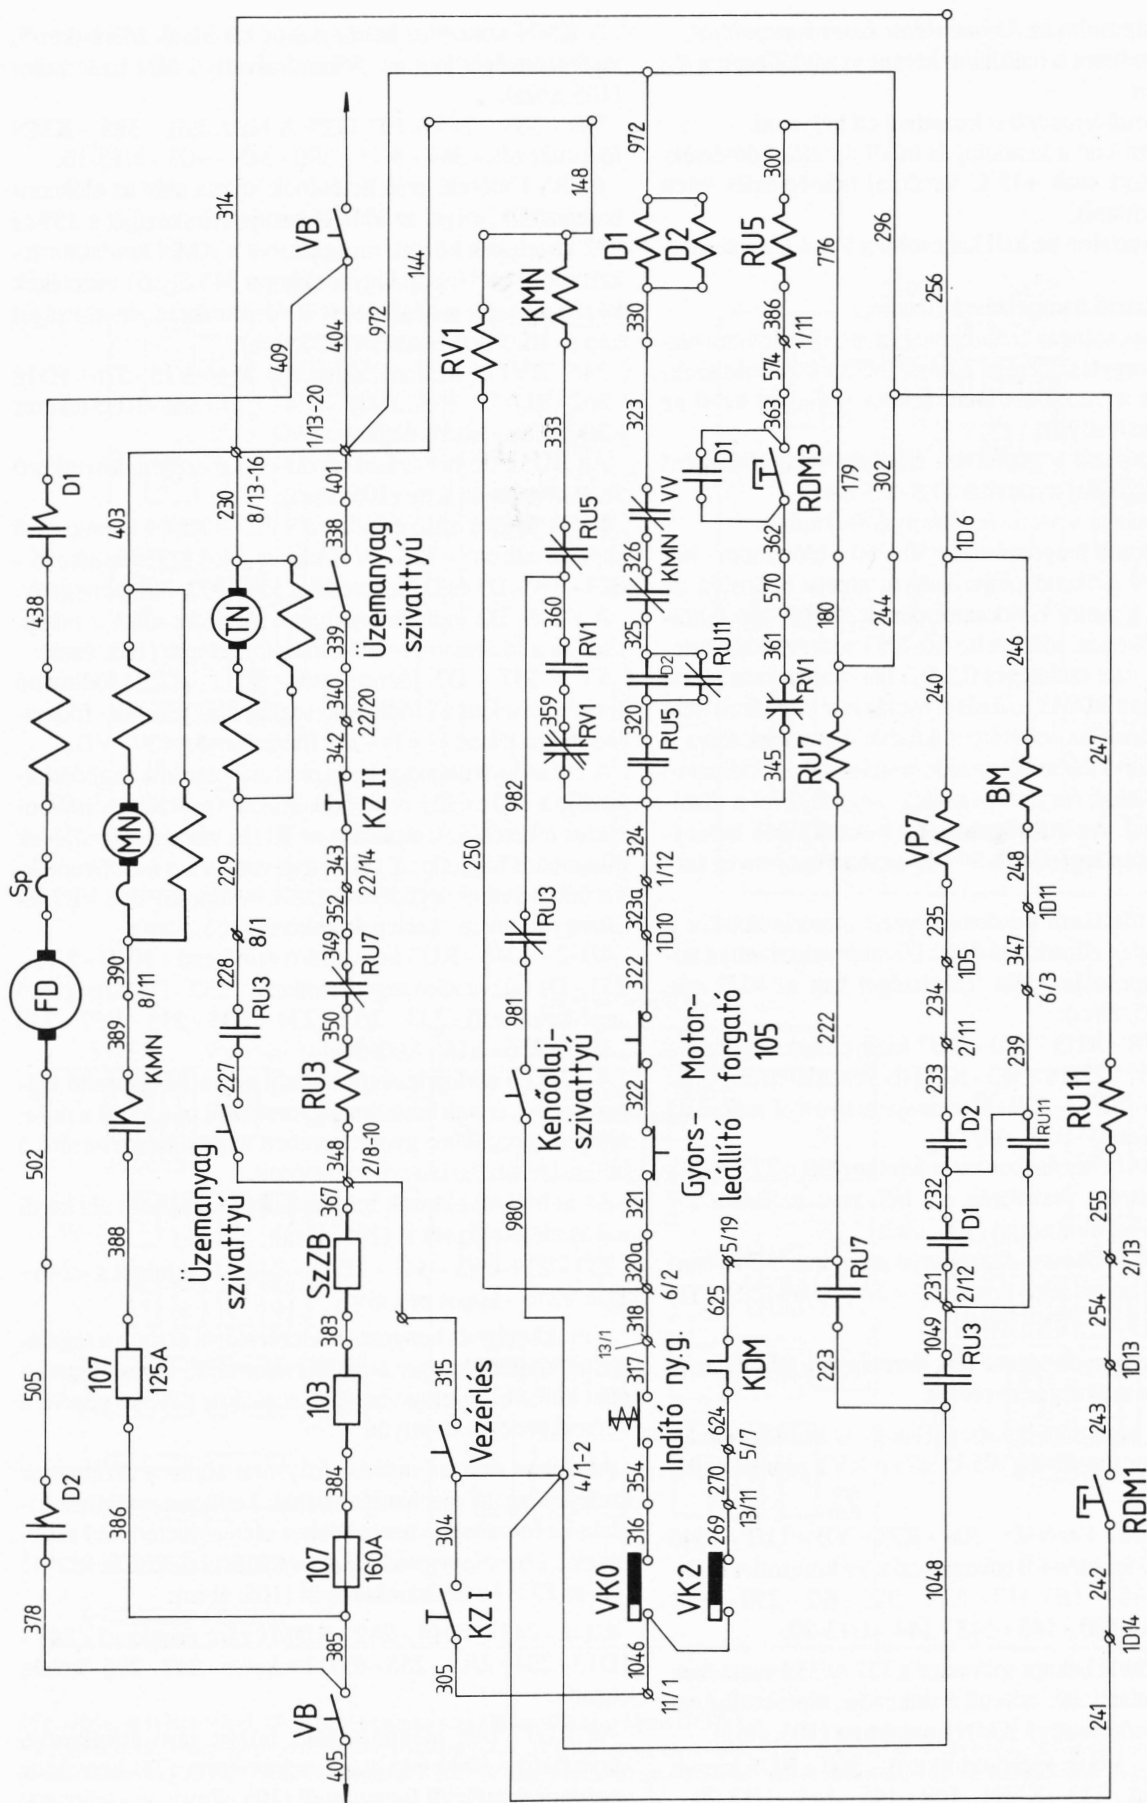 378
D2
505
502
FD
Sp
438
D1
409
386
107
125A
388
KMN
389
8/11
390
MN
403
Üzemanyag
szivattyú
227
RU3
228
8/1
229
TN
230
8/13-16
314
405
VB
385
107
160A
384
103
383
SzZB
367
2/8-10
348
RU3
350
RU7
349
352
22/14
343
KZ II
342
22/20
340
339
Üzemanyag
szivattyú
338
401
1/13-20
404
VB
972
144
305
KZ I
304
Vezérlés
315
250
RV1
4/1-2
980
Kenőolaj-
szivattyú
981
RU3
982
RV1
359
RV1
360
RU5
333
KMN
148
11/1
1046
VK0
316
354
Indító ny.g.
317
13/1
318
6/2
320a
321
Gyors-
leállító
322
Motor-
forgató
105
322
1D10
323a
1/12
324
RU5
320
D2
RU11
325
KMN
326
VV
323
330
D1
D2
972
VK2
269
13/11
270
5/7
624
KDM
625
5/19
345
RV1
361
570
362
RDM3
D1
363
574
1/11
386
RU5
300
223
RU7
222
RU7
180
179
776
244
302
296
1048
RU3
1049
2/12
231
D1
232
D2
RU11
233
2/11
234
1D5
235
VP7
240
1D6
256
239
6/3
347
1D11
248
BM
246
241
1D14
242
RDM1
243
1D13
254
2/13
255
RU11
247